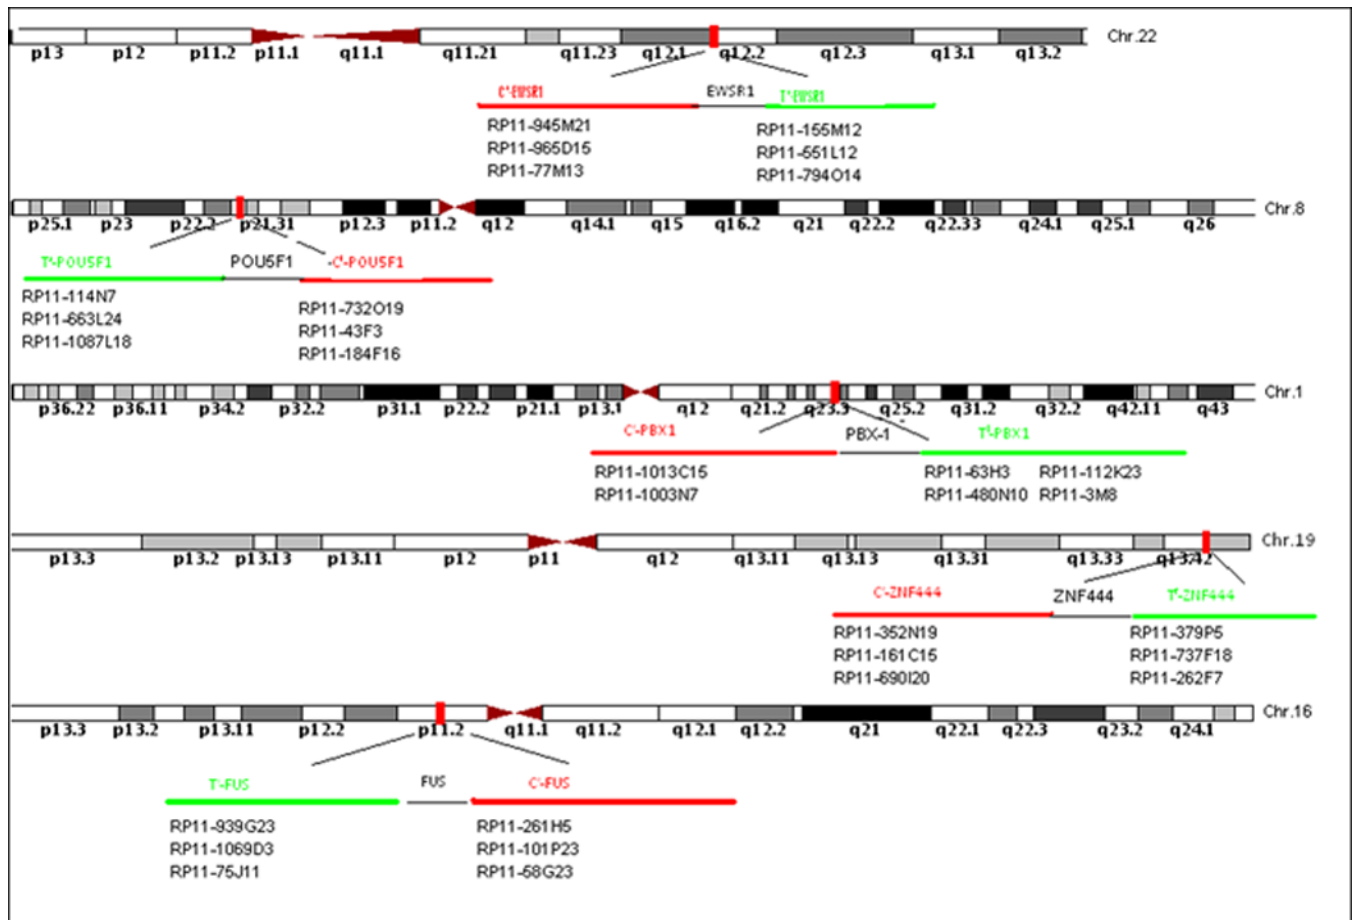 p13 p12 p11.2 p11.1 q11.1 q11.21 q11.23 q12.1 q12.2 q12.3 q13.1 q13.2 Chr.22
C'-EWSR1 EWSR1 T'-EWSR1
RP11-945M21 RP11-155M12
RP11-965D15 RP11-551L12
RP11-77M13 RP11-794O14
p25.1 p23 p22.2 p21.31 p12.3 p11.2 q12 q14.1 q15 q16.2 q21 q22.2 q22.33 q24.1 q25.1 q26 Chr.8
T'-POU5F1 POU5F1 -C'-POU5F1
RP11-114N7 RP11-732O19
RP11-663L24 RP11-43F3
RP11-1087L18 RP11-184F16
p36.22 p36.11 p34.2 p32.2 p31.1 p22.2 p21.1 p13.1 q12 q21.2 q23.3 q25.2 q31.2 q32.2 q42.11 q43 Chr.1
C'-PBX1 PBX-1 T'-PBX1
RP11-1013C15 RP11-63H3 RP11-112K23
RP11-1003N7 RP11-480N10 RP11-3M8
p13.3 p13.2 p13.13 p13.11 p12 p11 q12 q13.11 q13.13 q13.31 q13.33 q13.42 Chr.19
C'-ZNF444 ZNF444 T'-ZNF444
RP11-352N19 RP11-379P5
RP11-161C15 RP11-737F18
RP11-690I20 RP11-262F7
p13.3 p13.2 p13.11 p12.2 p11.2 q11.1 q11.2 q12.1 q12.2 q21 q22.1 q22.3 q23.2 q24.1 Chr.16
T'-FUS FUS C'-FUS
RP11-939G23 RP11-261H5
RP11-1069D3 RP11-101P23
RP11-75J11 RP11-58G23